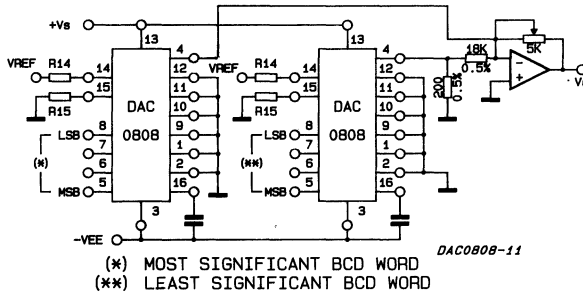 +Vs
13
13
4
4
18K
0.5%
5K
VREF
R14
14
12
VREF
R14
14
12
200
0.5%
-
+
R15
15
11
R15
15
11
DAC
0808
DAC
0808
10
10
LSB
8
9
LSB
8
9
(*)
7
1
(**)
7
1
6
2
6
2
MSB
5
16
MSB
5
16
3
3
-VEE
DAC0808-11
(*) MOST SIGNIFICANT BCD WORD
(**) LEAST SIGNIFICANT BCD WORD